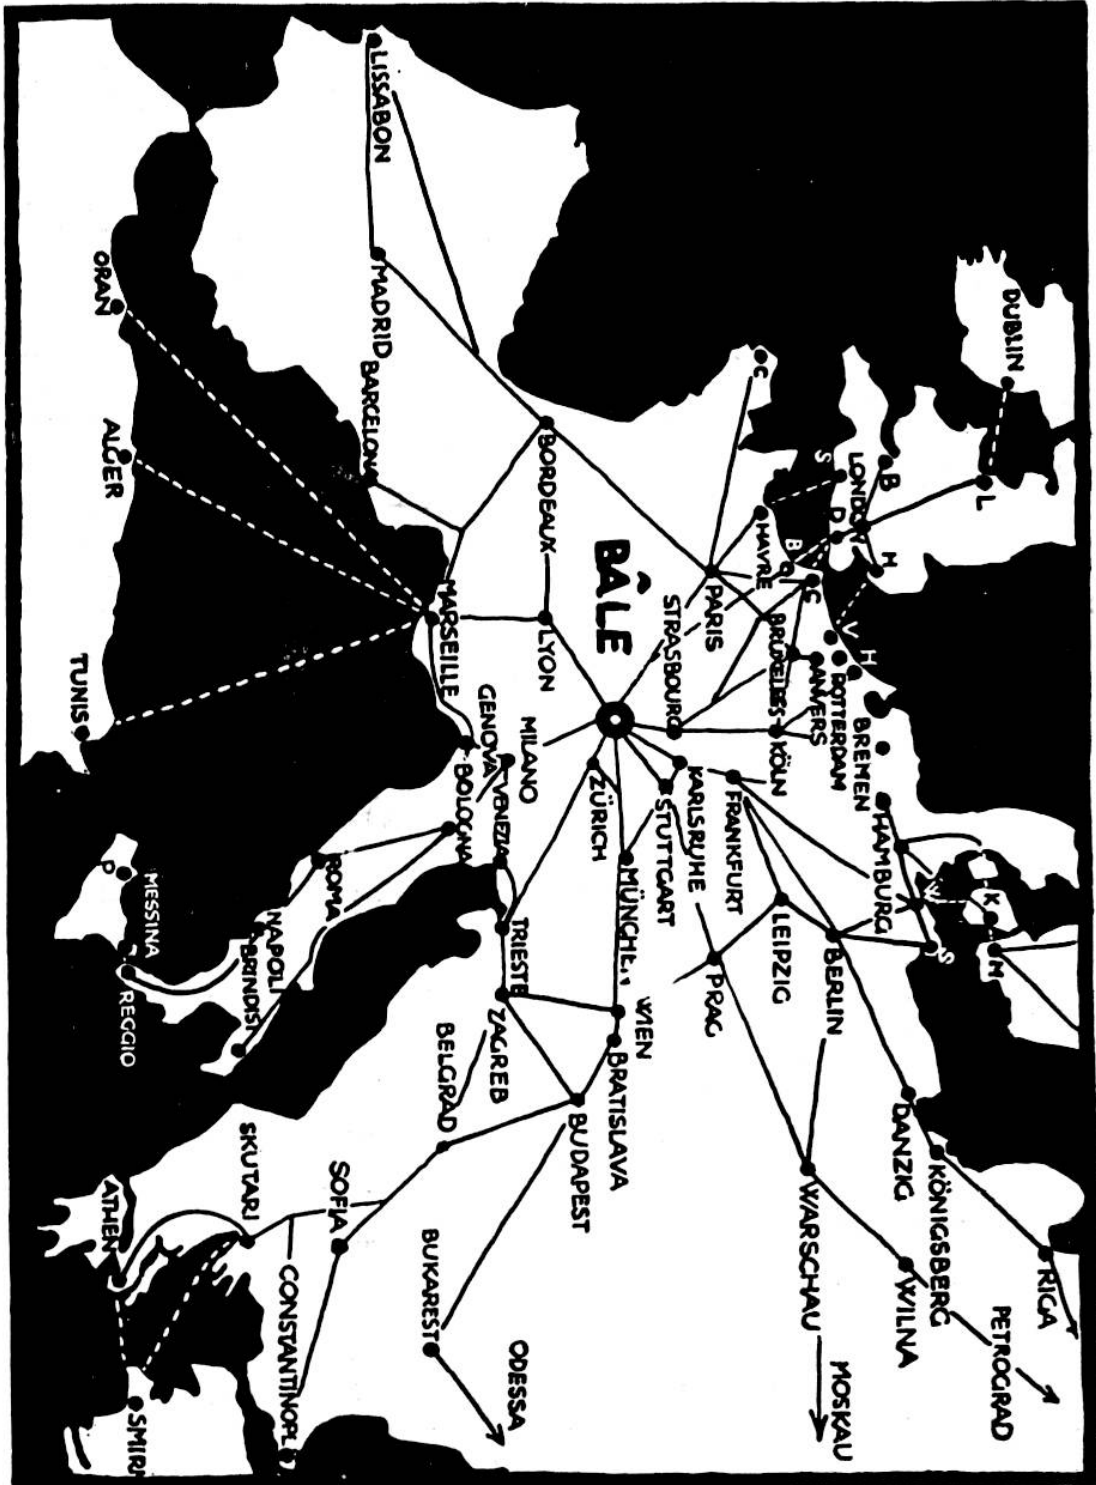 DUBLIN
L
B
LONDON
H
S
D
C
HAVRE
B
C
V
H
ROTTERDAM
ANVERS
BRUXELLES
BREMEN
HAMBURG
W
K
M
S
PARIS
STRASBOURG
KÖLN
KARLSRUHE
FRANKFURT
STUTTGART
LEIPZIG
BERLIN
PRAG
DANZIG
KÖNIGSBERG
RIGA
WILNA
PETROGRAD
WARSCHAU
MOSKAU
BÂLE
ZÜRICH
MÜNCHEN
WIEN
BRATISLAVA
BUDAPEST
BORDEAUX
LYON
MILANO
GENOVA
VENEZIA
BOLOGNA
TRIESTE
ZAGREB
BELGRAD
LISSABON
MADRID
BARCELONA
MARSEILLE
ROMA
NAPOLI
BRINDISI
SOFIA
BUKAREST
ODESSA
SKUTARI
CONSTANTINOPL
ORAN
ALGER
TUNIS
P
MESSINA
REGGIO
ATHEN
SMIRN